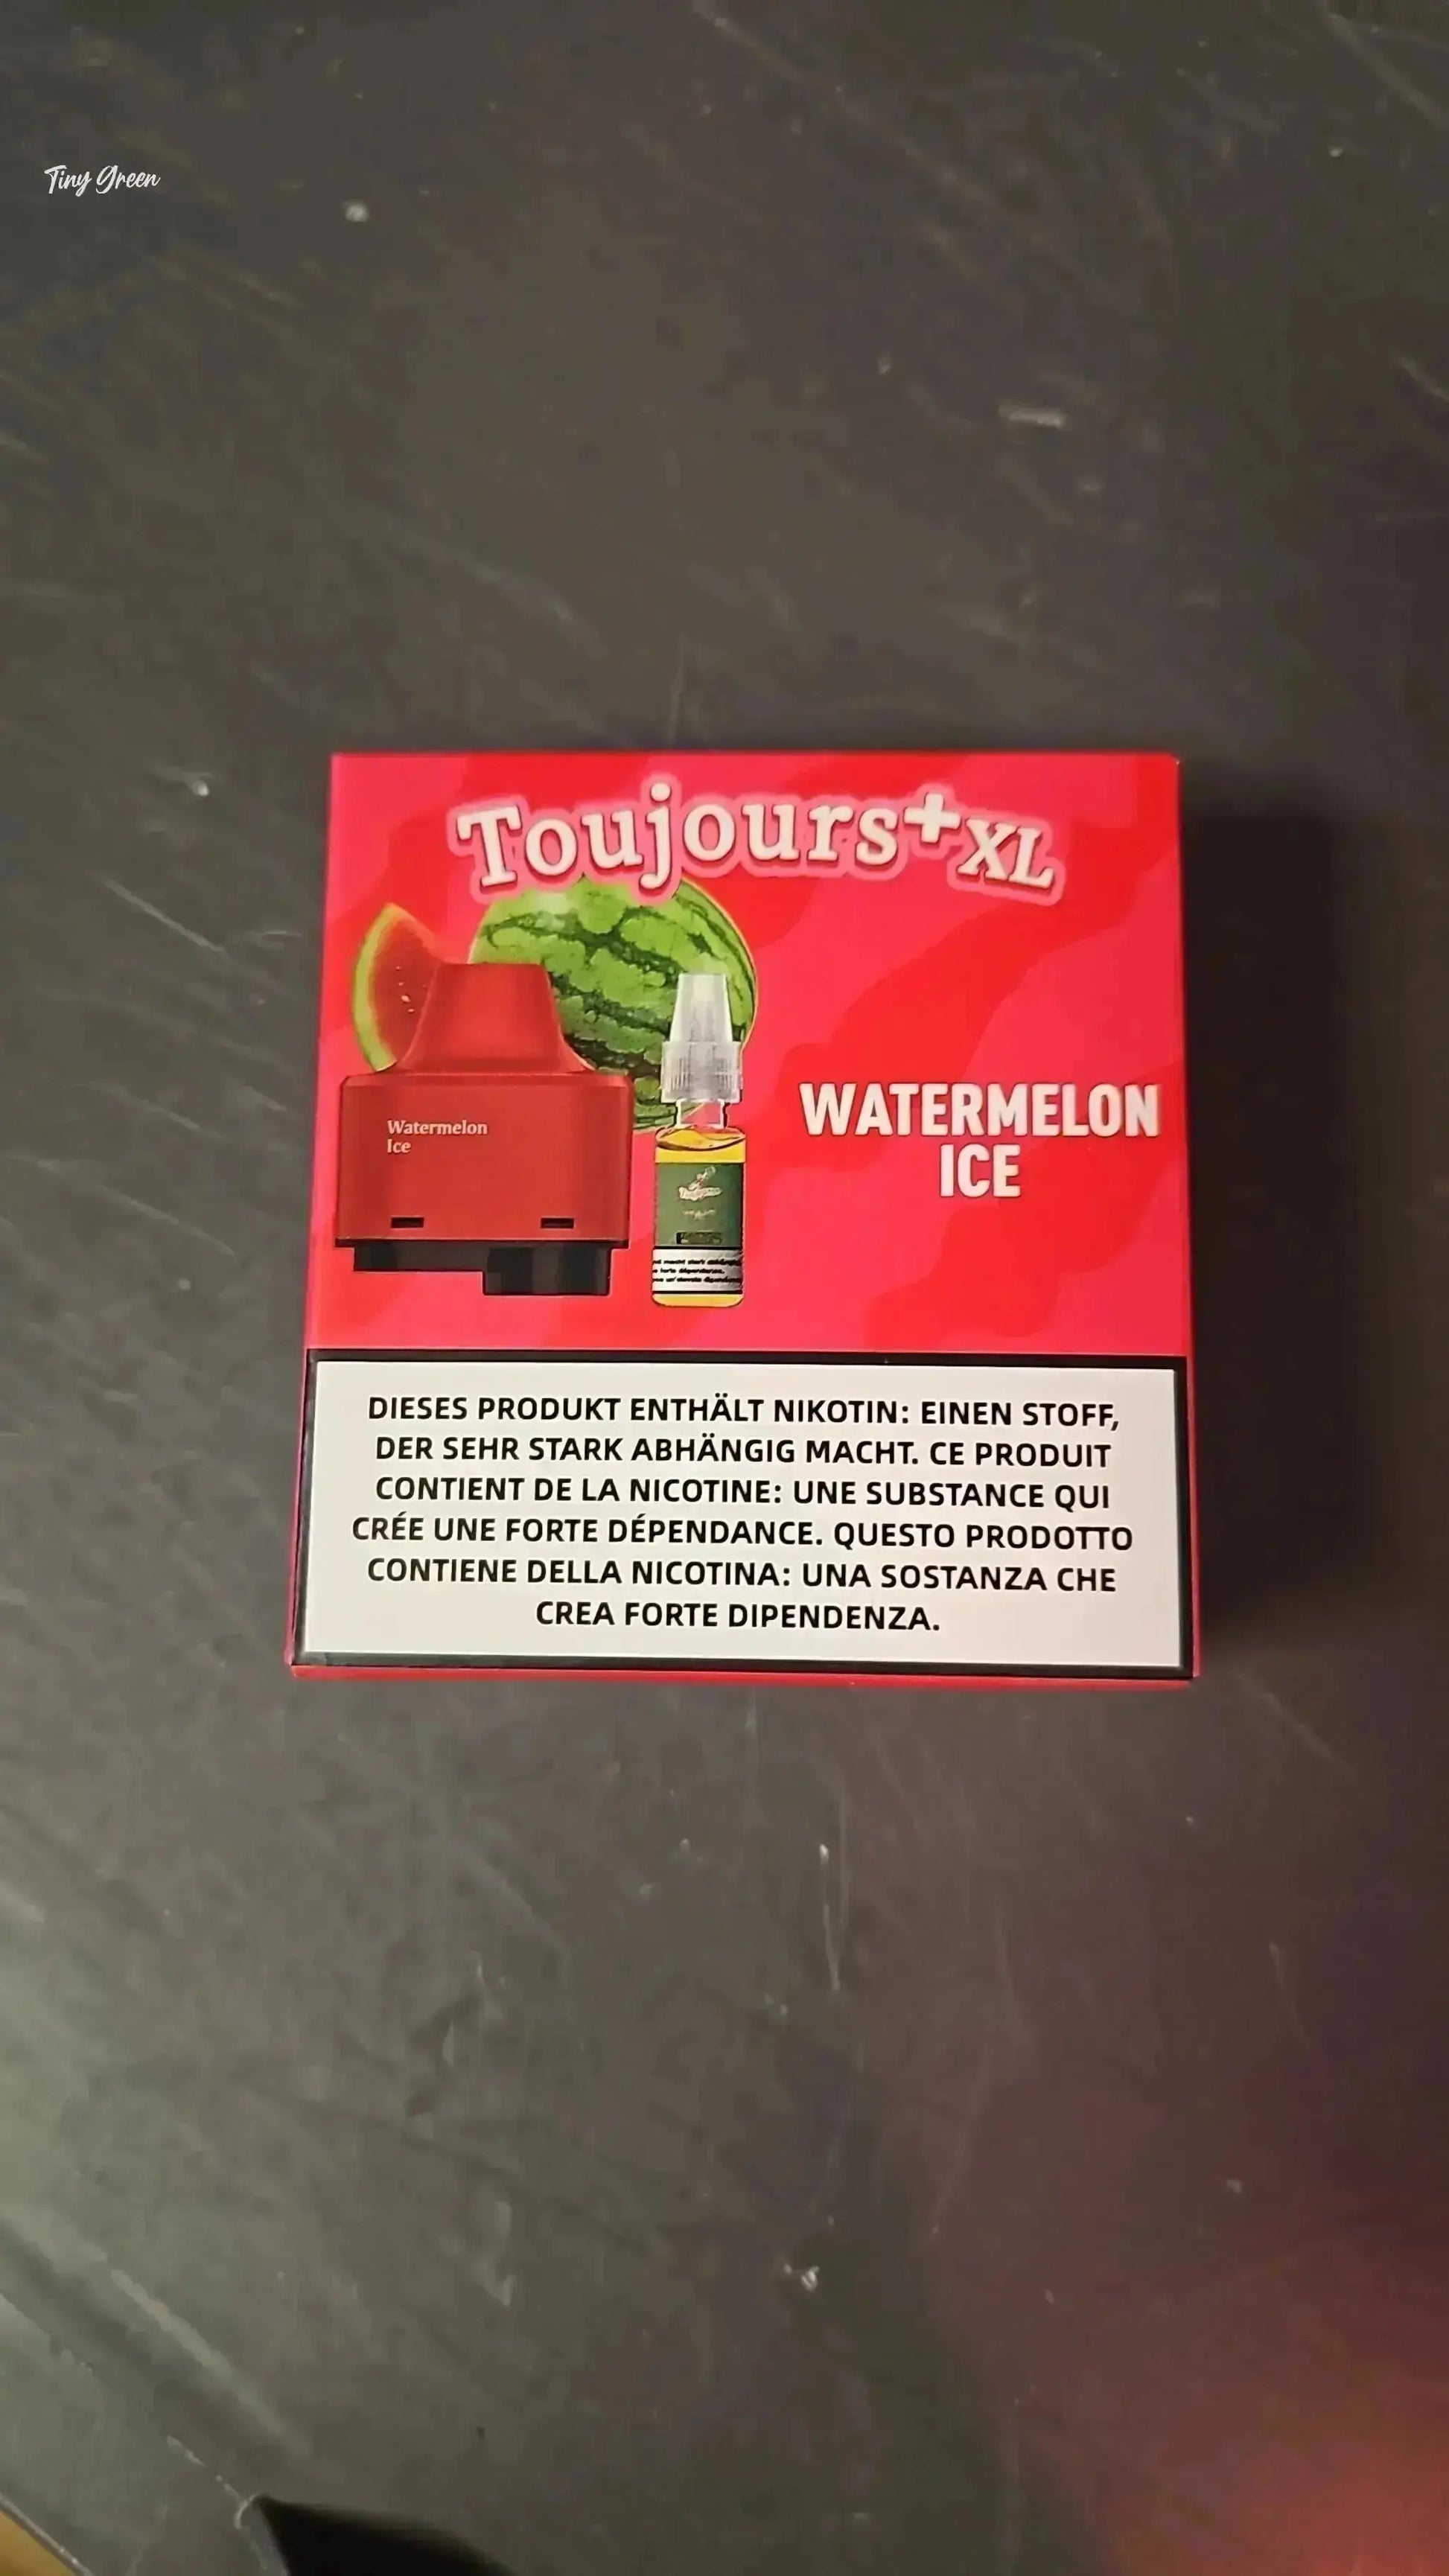 Tiny Green
Toujours+XL
Watermelon
Ice
WATERMELON
ICE
DIESES PRODUKT ENTHÄLT NIKOTIN: EINEN STOFF,
DER SEHR STARK ABHÄNGIG MACHT. CE PRODUIT
CONTIENT DE LA NICOTINE: UNE SUBSTANCE QUI
CRÉE UNE FORTE DÉPENDANCE. QUESTO PRODOTTO
CONTIENE DELLA NICOTINA: UNA SOSTANZA CHE
CREA FORTE DIPENDENZA.